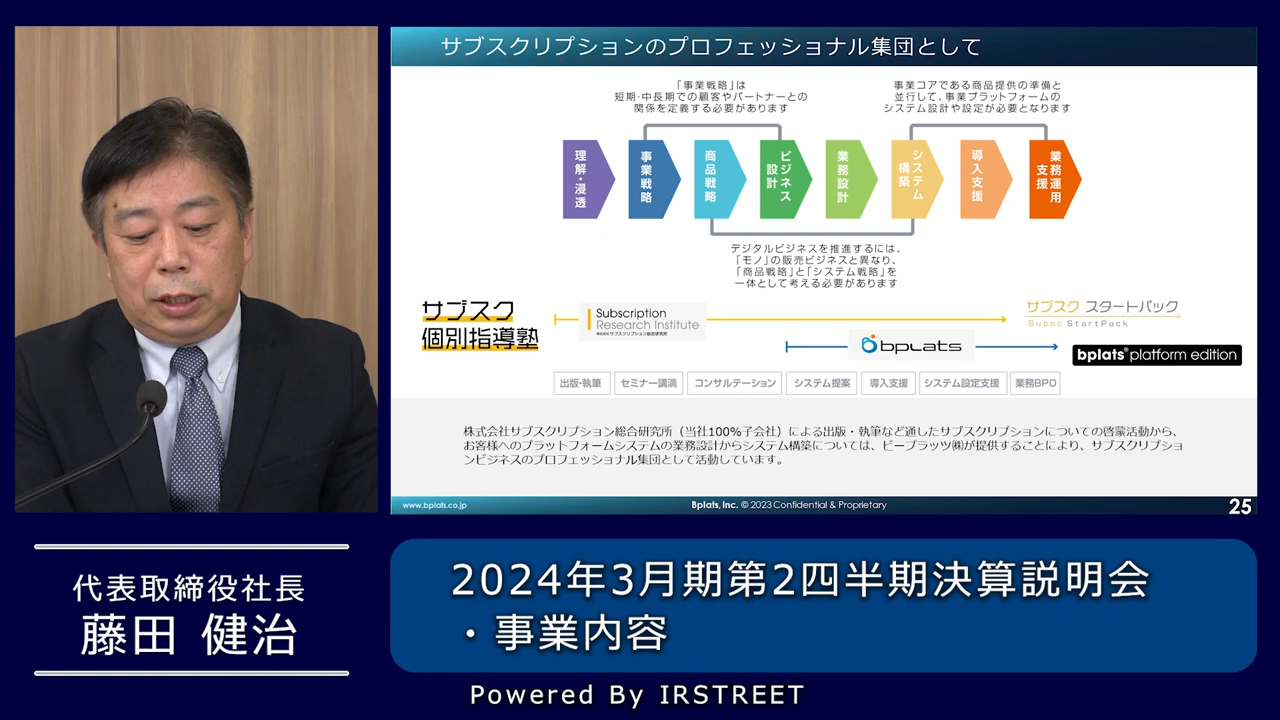 サブスクリプションのプロフェッショナル集団として
「事業戦略」は
短期・中長期での顧客やパートナーとの
関係を定義する必要があります
事業コアである商品提供の準備と
並行して、事業プラットフォームの
システム設計や設定が必要となります
理解・浸透
事業戦略
商品戦略
ビジネス
設計
業務設計
システム
構築
導入支援
業務運用
支援
デジタルビジネスを推進するには、
「モノ」の販売ビジネスと異なり、
「商品戦略」と「システム戦略」を
一体として考える必要があります
サブスク
個別指導塾
Subscription
Research Institute
株式会社サブスクリプション総合研究所
サブスク スタートパック
Subsc StartPack
bplats
bplats® platform edition
出版・執筆
セミナー講演
コンサルテーション
システム提案
導入支援
システム設定支援
業務BPO
株式会社サブスクリプション総合研究所（当社100%子会社）による出版・執筆など通したサブスクリプションについての啓蒙活動から、
お客様へのプラットフォームシステムの業務設計からシステム構築については、ビープラッツ㈱が提供することにより、サブスクリプショ
ンビジネスのプロフェッショナル集団として活動しています。
www.bplats.co.jp
Bplats, Inc. © 2023 Confidential & Proprietary
25
代表取締役社長
藤田 健治
2024年3月期第2四半期決算説明会
・事業内容
Powered By IRSTREET